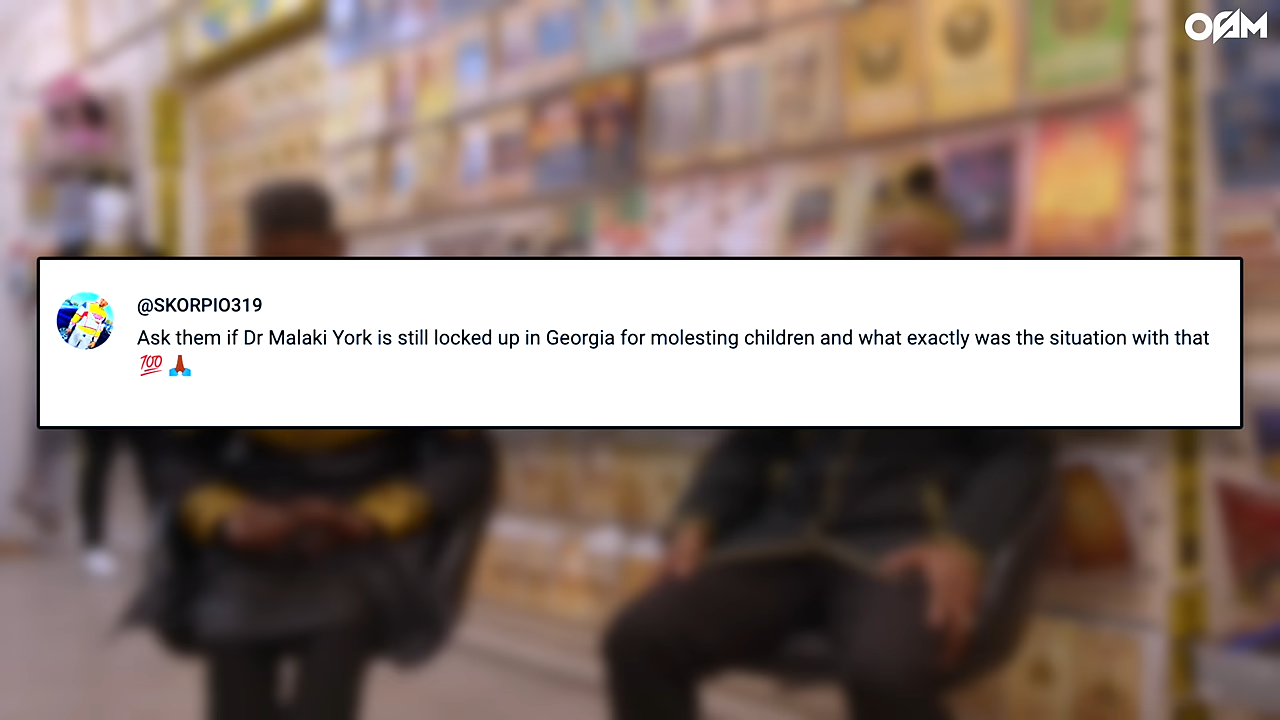 OSAM
@SKORPIO319
Ask them if Dr Malaki York is still locked up in Georgia for molesting children and what exactly was the situation with that
💯 🙏🏾